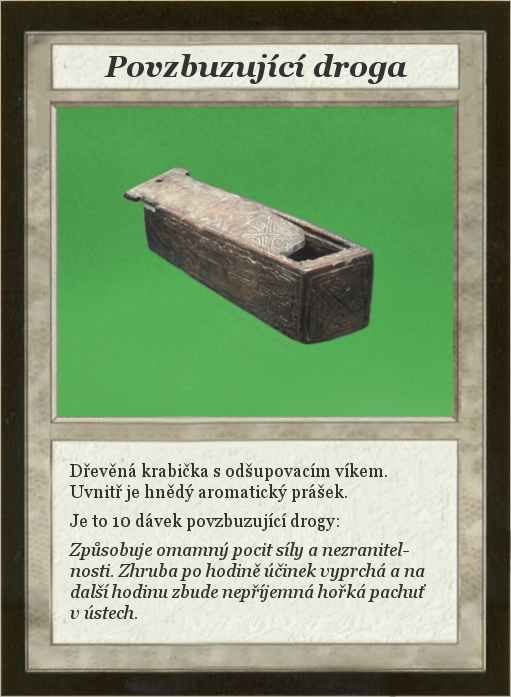 Povzbuzující droga
Dřevěná krabička s odšupovacím víkem.
Uvnitř je hnědý aromatický prášek.
Je to 10 dávek povzbuzující drogy:
Způsobuje omamný pocit síly a nezranitel-
nosti. Zhruba po hodině účinek vyprchá a na
další hodinu zbude nepříjemná hořká pachuť
v ústech.